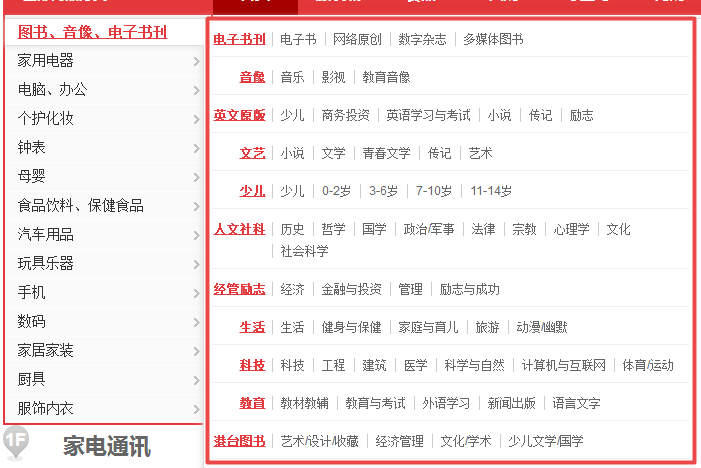 图书、音像、电子书刊
家用电器
电脑、办公
个护化妆
钟表
母婴
食品饮料、保健食品
汽车用品
玩具乐器
手机
数码
家居家装
厨具
服饰内衣
1F 家电通讯
电子书刊 电子书 网络原创 数字杂志 多媒体图书
音像 音乐 影视 教育音像
英文原版 少儿 商务投资 英语学习与考试 小说 传记 励志
文艺 小说 文学 青春文学 传记 艺术
少儿 少儿 0-2岁 3-6岁 7-10岁 11-14岁
人文社科 历史 哲学 国学 政治/军事 法律 宗教 心理学 文化
社会科学
经管励志 经济 金融与投资 管理 励志与成功
生活 生活 健身与保健 家庭与育儿 旅游 动漫/幽默
科技 科技 工程 建筑 医学 科学与自然 计算机与互联网 体育/运动
教育 教材教辅 教育与考试 外语学习 新闻出版 语言文字
港台图书 艺术/设计/收藏 经济管理 文化/学术 少儿文学/国学